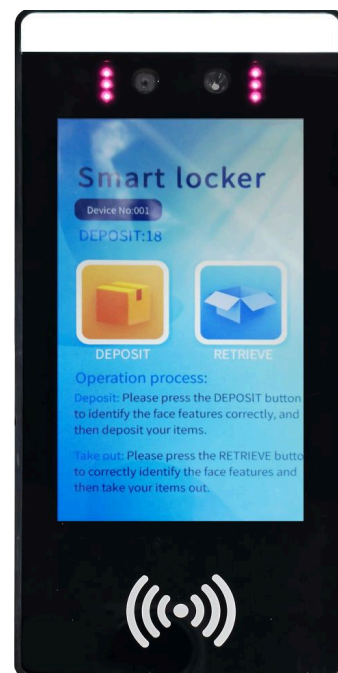 Smart locker
Device No:001
DEPOSIT:18
DEPOSIT
RETRIEVE
Operation process:
Deposit: Please press the DEPOSIT button
to identify the face features correctly, and
then deposit your items.
Take out: Please press the RETRIEVE butto
to correctly identify the face features and
then take your items out.